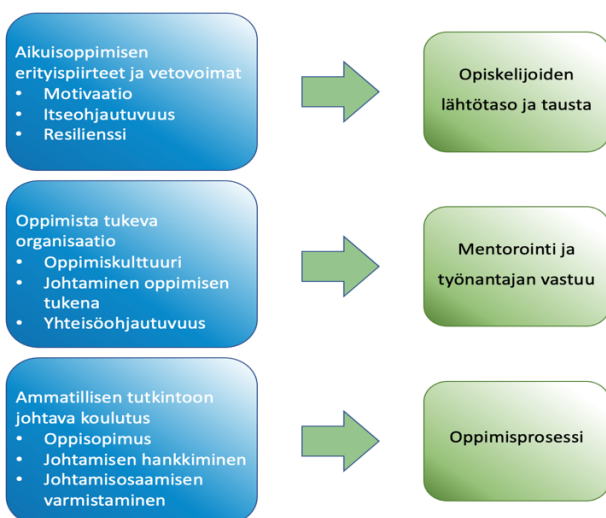 Aikuisoppimisen
erityispiirteet ja vetovoimat
• Motivaatio
• Itseohjautuvuus
• Resilienssi
Opiskelijoiden
lähtötaso ja tausta
Oppimista tukeva
organisaatio
• Oppimiskulttuuri
• Johtaminen oppimisen
tukena
• Yhteisöohjautuvuus
Mentorointi ja
työnantajan vastuu
Ammatillisen tutkintoon
johtava koulutus
• Oppisopimus
• Johtamisen hankkiminen
• Johtamisosaamisen
varmistaminen
Oppimisprosessi